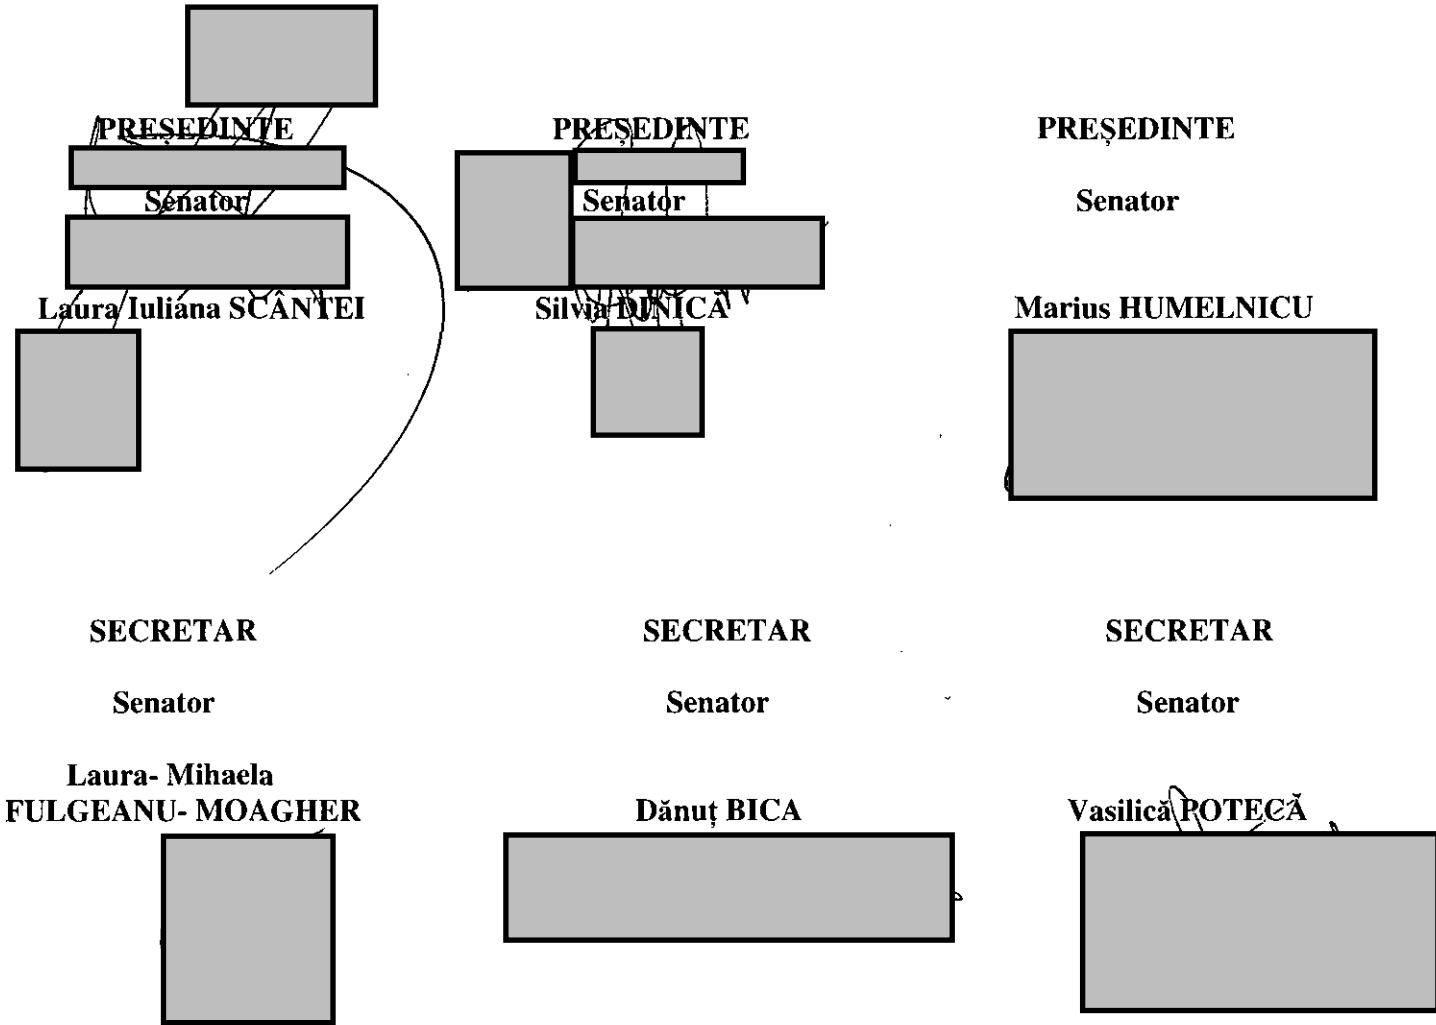 PREȘEDINTE PREȘEDINTE PREȘEDINTE
Senator Senator Senator
Laura Iuliana SCÂNTEI Silvia DINICĂ Marius HUMELNICU
SECRETAR SECRETAR SECRETAR
Senator Senator Senator
Laura- Mihaela
FULGEANU- MOAGHER Dănuț BICA Vasilică POTECĂ